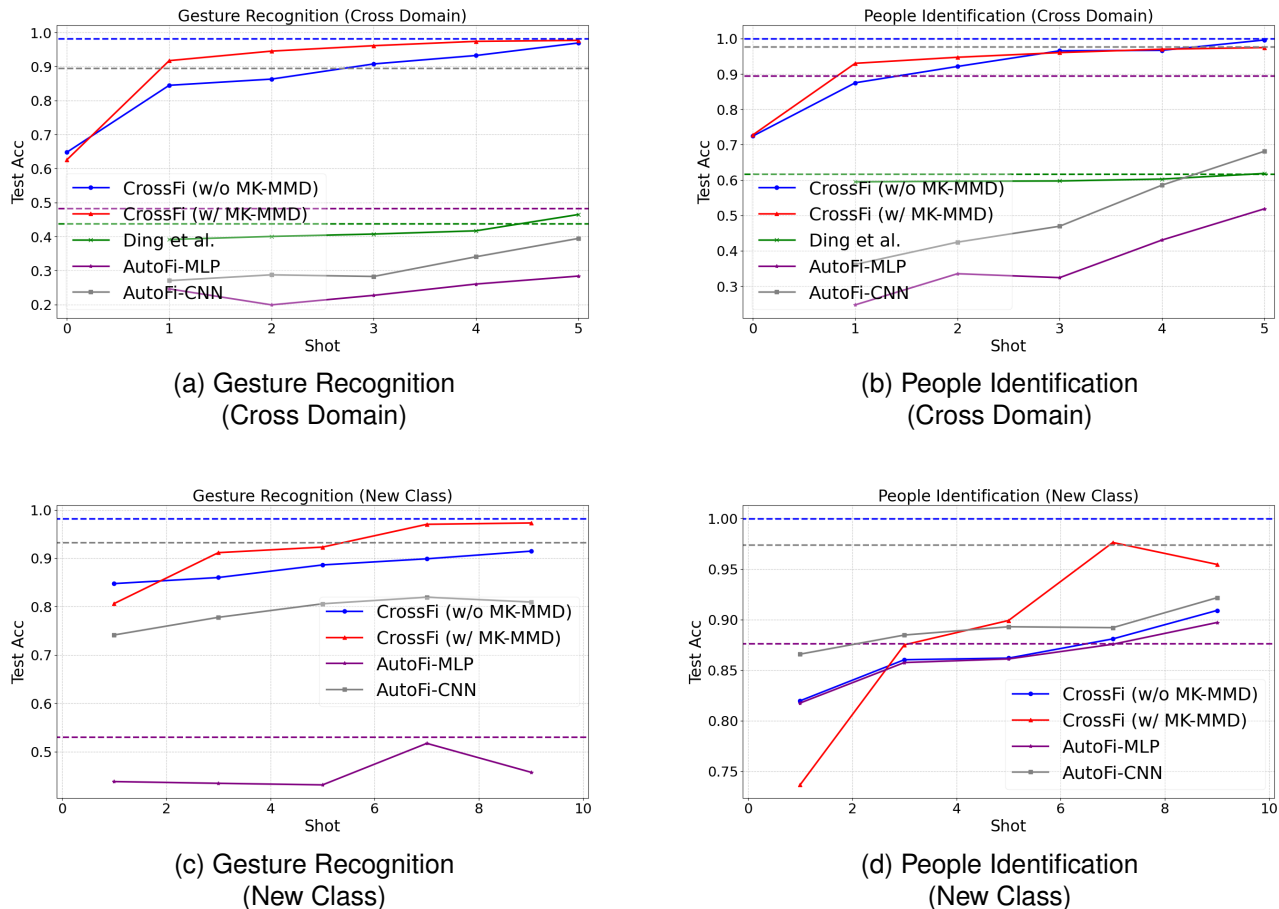 Gesture Recognition (Cross Domain)
1.0
0.9
0.8
0.7
0.6
0.5
0.4
0.3
0.2
Test Acc
CrossFi (w/o MK-MMD)
CrossFi (w/ MK-MMD)
Ding et al.
AutoFi-MLP
AutoFi-CNN
0 1 2 3 4 5
Shot
(a) Gesture Recognition
(Cross Domain)
People Identification (Cross Domain)
1.0
0.9
0.8
0.7
0.6
0.5
0.4
0.3
Test Acc
CrossFi (w/o MK-MMD)
CrossFi (w/ MK-MMD)
Ding et al.
AutoFi-MLP
AutoFi-CNN
0 1 2 3 4 5
Shot
(b) People Identification
(Cross Domain)
Gesture Recognition (New Class)
1.0
0.9
0.8
0.7
0.6
0.5
Test Acc
CrossFi (w/o MK-MMD)
CrossFi (w/ MK-MMD)
AutoFi-MLP
AutoFi-CNN
0 2 4 6 8 10
Shot
(c) Gesture Recognition
(New Class)
People Identification (New Class)
1.00
0.95
0.90
0.85
0.80
0.75
Test Acc
CrossFi (w/o MK-MMD)
CrossFi (w/ MK-MMD)
AutoFi-MLP
AutoFi-CNN
0 2 4 6 8 10
Shot
(d) People Identification
(New Class)